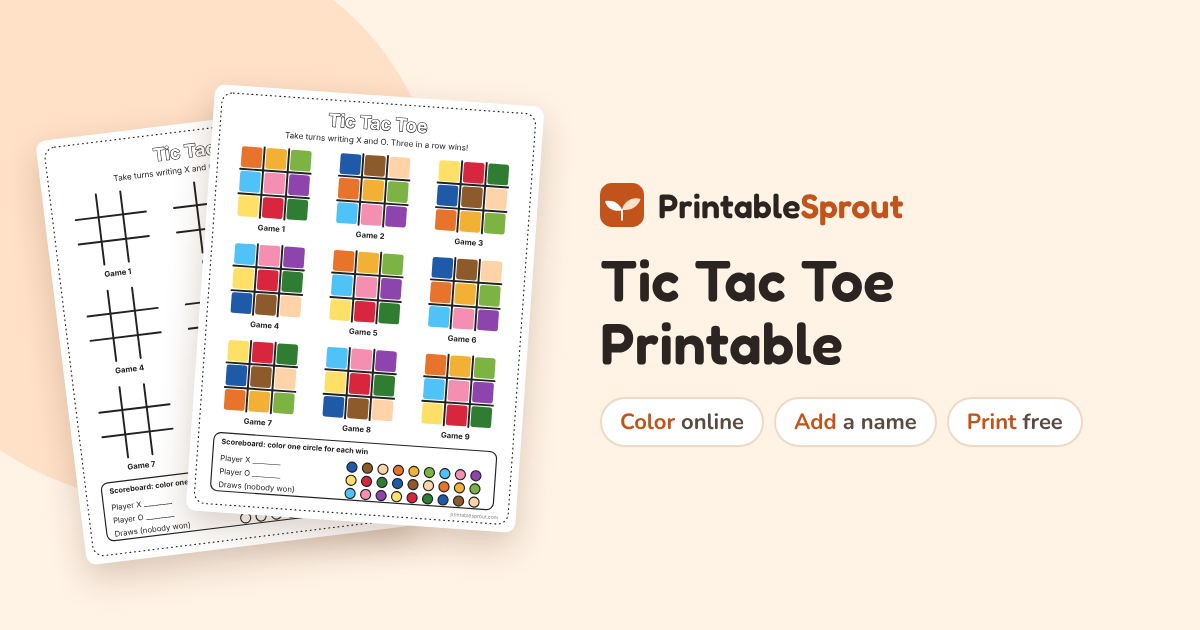 Tic Tac
Take turns writing X and
Game 1
Game 4
Game 7
Scoreboard: color one
Player X ______
Player O ______
Draws (nobody won)
Tic Tac Toe
Take turns writing X and O. Three in a row wins!
Game 1
Game 2
Game 3
Game 4
Game 5
Game 6
Game 7
Game 8
Game 9
Scoreboard: color one circle for each win
Player X ______
Player O ______
Draws (nobody won)
printablesprout.com
PrintableSprout
Tic Tac Toe
Printable
Color online
Add a name
Print free